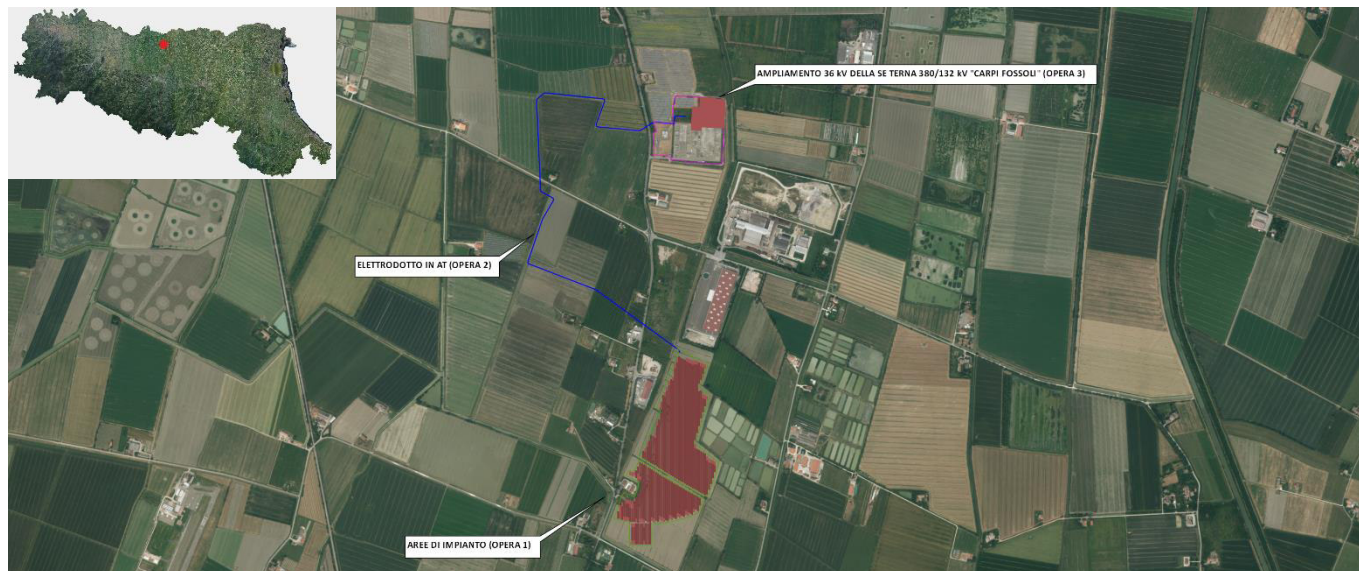 AMPLIAMENTO 36 kV DELLA SE TERNA 380/132 kV "CARPI FOSSOLI" (OPERA 3)
ELETTRODOTTO IN AT (OPERA 2)
AREE DI IMPIANTO (OPERA 1)